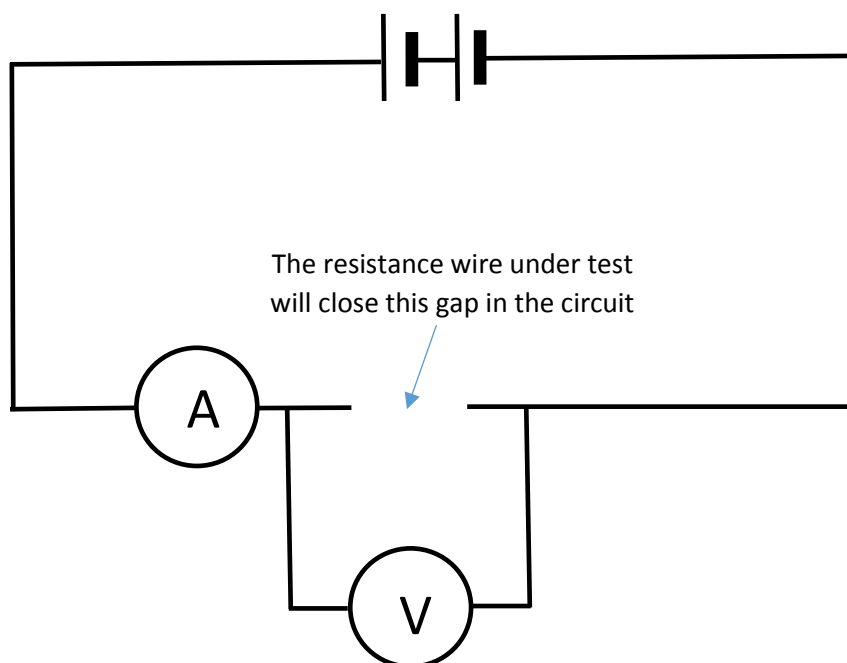 The resistance wire under test
will close this gap in the circuit
A
V